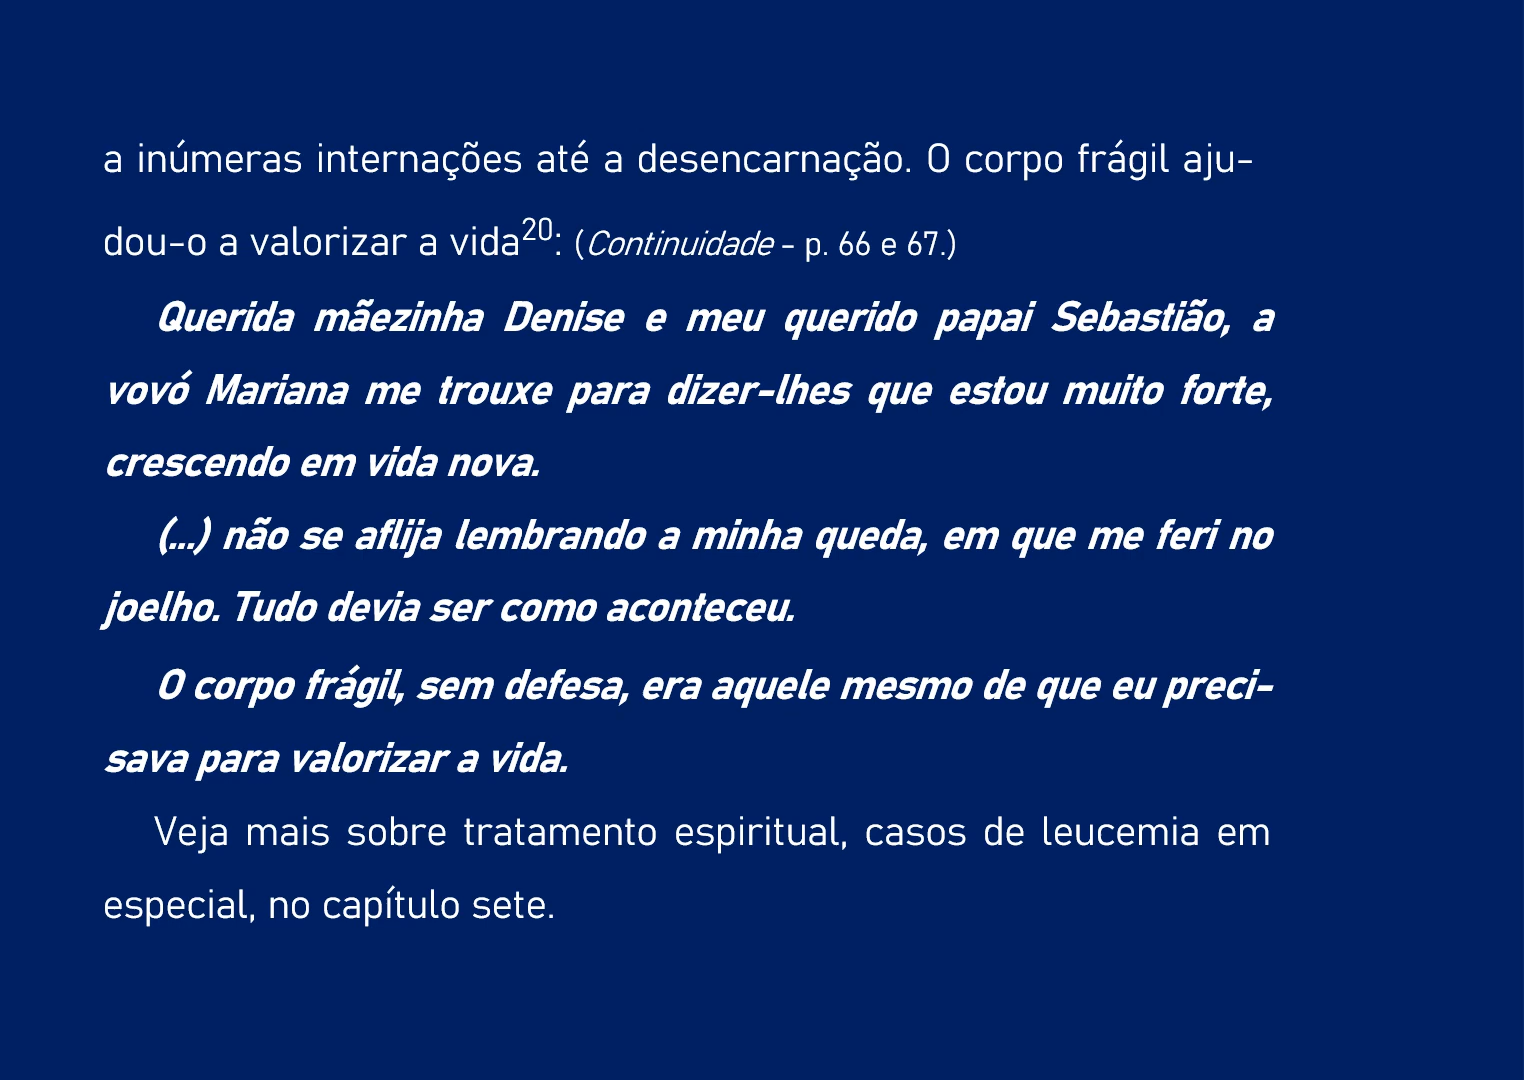 a inúmeras internações até a desencarnação. O corpo frágil aju-
dou-o a valorizar a vida20: (Continuidade - p. 66 e 67.)
Querida mãezinha Denise e meu querido papai Sebastião, a
vovó Mariana me trouxe para dizer-lhes que estou muito forte,
crescendo em vida nova.
(...) não se aflija lembrando a minha queda, em que me feri no
joelho. Tudo devia ser como aconteceu.
O corpo frágil, sem defesa, era aquele mesmo de que eu preci-
sava para valorizar a vida.
Veja mais sobre tratamento espiritual, casos de leucemia em
especial, no capítulo sete.